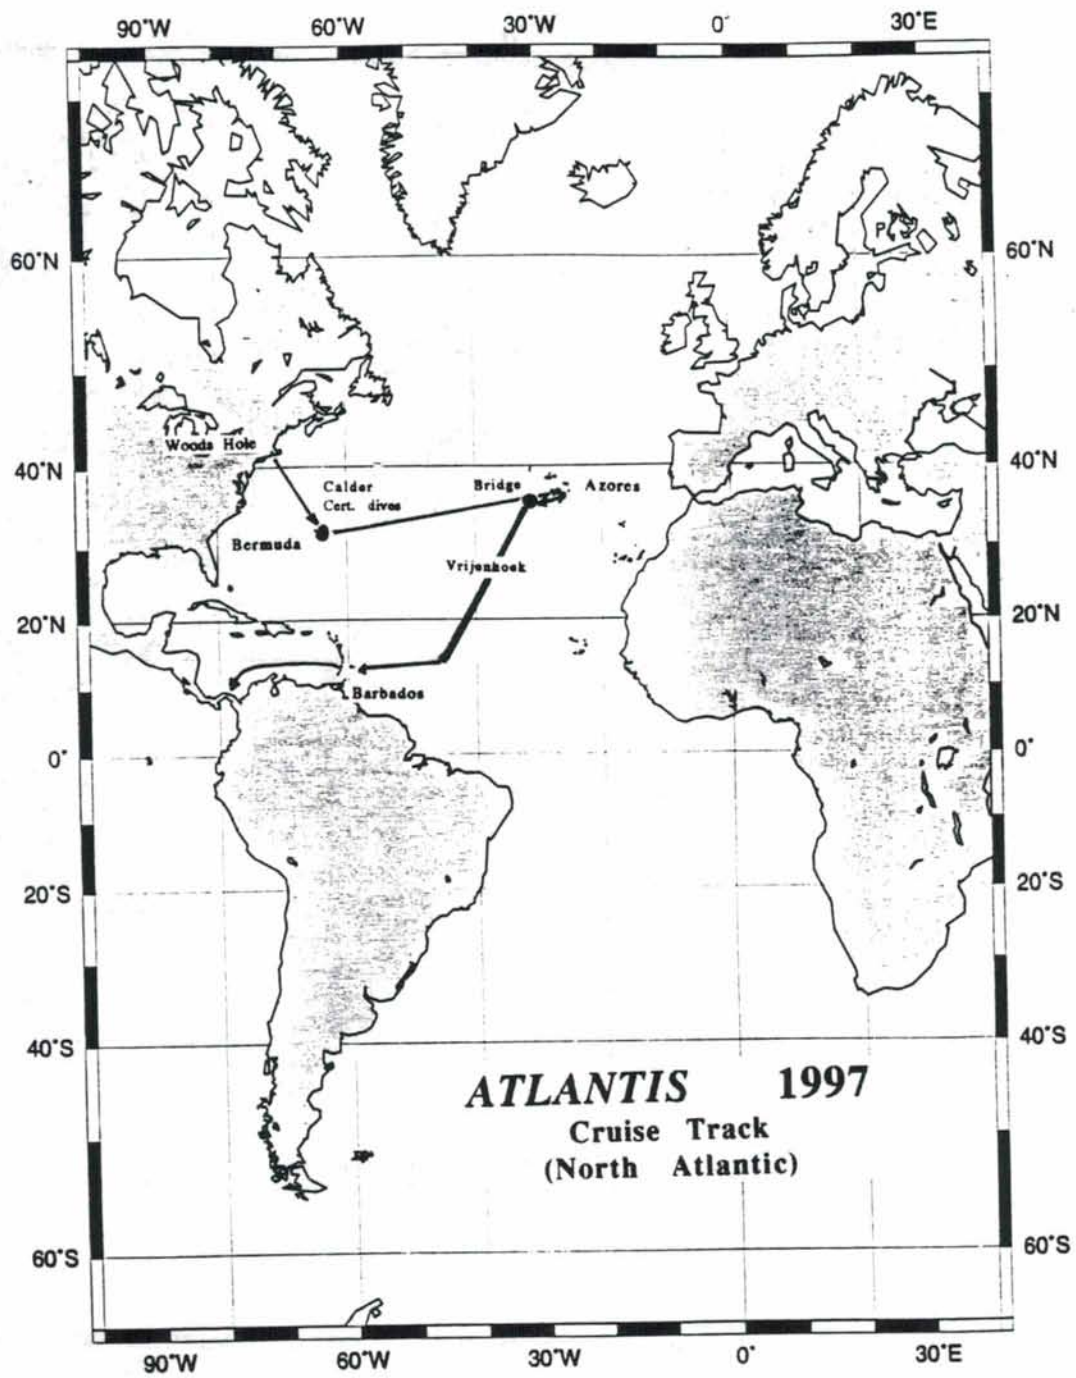 90°W 60°W 30°W 0° 30°E
60°N 60°N
Woods Hole
40°N 40°N
Calder
Cert. dives
Bridge Azores
Bermuda
Vrijenhoek
20°N 20°N
Barbados
0° 0°
20°S 20°S
40°S 40°S
ATLANTIS 1997
Cruise Track
(North Atlantic)
60°S 60°S
90°W 60°W 30°W 0° 30°E